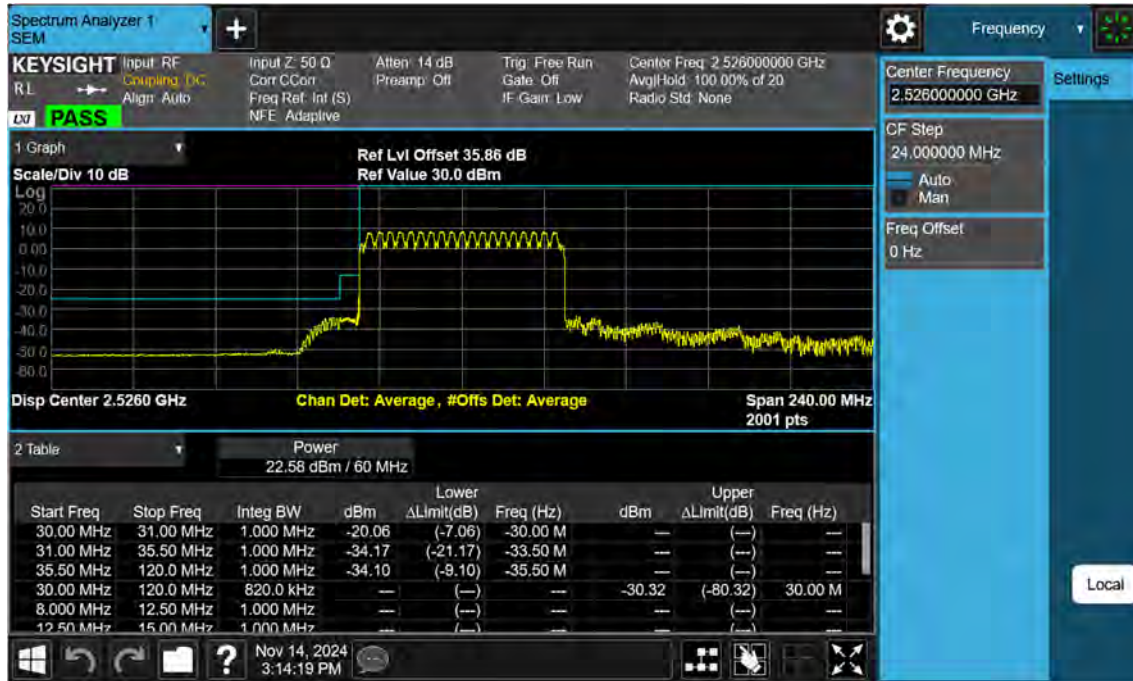 Spectrum Analyzer 1
SEM
+
Frequency
KEYSIGHT
RL
LXI
PASS
Input: RF
Coupling: DC
Align: Auto
Input Z: 50 Ω
Corr CCorr
Freq Ref: Int (S)
NFE: Adaptive
Atten: 14 dB
Preamp: Off
Trig: Free Run
Gate: Off
IF Gain: Low
Center Freq: 2.526000000 GHz
Avg|Hold: 100.00% of 20
Radio Std: None
Center Frequency
2.526000000 GHz
Settings
CF Step
24.000000 MHz
Auto
Man
Freq Offset
0 Hz
Local
1 Graph
Scale/Div 10 dB
Ref Lvl Offset 35.86 dB
Ref Value 30.0 dBm
Log
20.0
10.0
0.00
-10.0
-20.0
-30.0
-40.0
-50.0
-60.0
Disp Center 2.5260 GHz
Chan Det: Average, #Offs Det: Average
Span 240.00 MHz
2001 pts
2 Table
Power
22.58 dBm / 60 MHz
Lower Upper
Start Freq Stop Freq Integ BW dBm ΔLimit(dB) Freq (Hz) dBm ΔLimit(dB) Freq (Hz)
30.00 MHz 31.00 MHz 1.000 MHz -20.06 (-7.06) -30.00 M --- (---) ---
31.00 MHz 35.50 MHz 1.000 MHz -34.17 (-21.17) -33.50 M --- (---) ---
35.50 MHz 120.0 MHz 1.000 MHz -34.10 (-9.10) -35.50 M --- (---) ---
30.00 MHz 120.0 MHz 820.0 kHz --- (---) --- -30.32 (-80.32) 30.00 M
8.000 MHz 12.50 MHz 1.000 MHz --- (---) --- --- (---) ---
12.50 MHz 15.00 MHz 1.000 MHz --- (---) --- --- (---) ---
?
Nov 14, 2024
3:14:19 PM